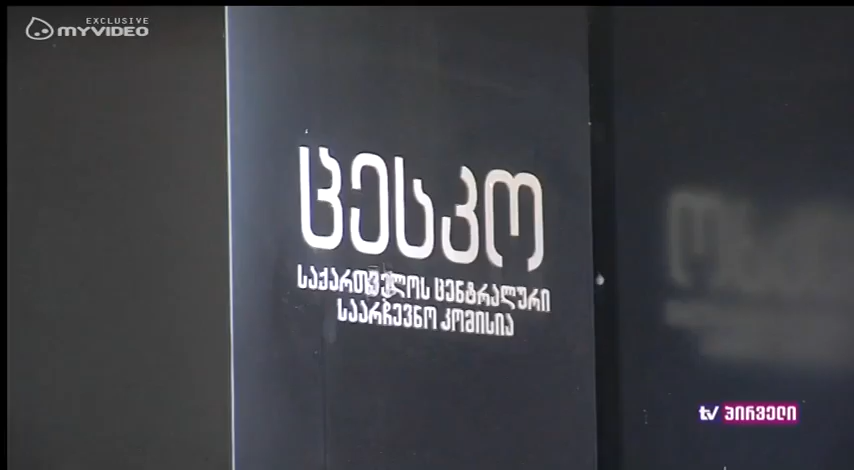 EXCLUSIVE
MYVIDEO
ცესკო
საქართველოს ცენტრალური
საარჩევნო კომისია
tv პირველი